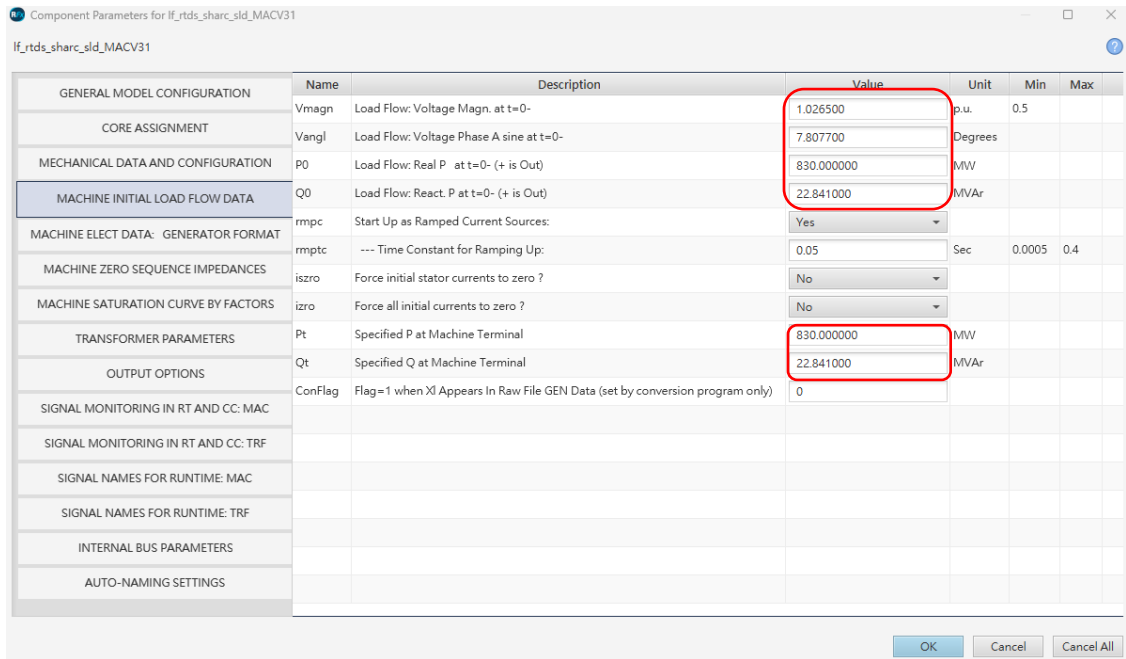 Component Parameters for lf_rtds_sharc_sld_MACV31
lf_rtds_sharc_sld_MACV31
GENERAL MODEL CONFIGURATION
CORE ASSIGNMENT
MECHANICAL DATA AND CONFIGURATION
MACHINE INITIAL LOAD FLOW DATA
MACHINE ELECT DATA: GENERATOR FORMAT
MACHINE ZERO SEQUENCE IMPEDANCES
MACHINE SATURATION CURVE BY FACTORS
TRANSFORMER PARAMETERS
OUTPUT OPTIONS
SIGNAL MONITORING IN RT AND CC: MAC
SIGNAL MONITORING IN RT AND CC: TRF
SIGNAL NAMES FOR RUNTIME: MAC
SIGNAL NAMES FOR RUNTIME: TRF
INTERNAL BUS PARAMETERS
AUTO-NAMING SETTINGS
Name Description Value Unit Min Max
Vmagn Load Flow: Voltage Magn. at t=0- 1.026500 p.u. 0.5
Vangl Load Flow: Voltage Phase A sine at t=0- 7.807700 Degrees
P0 Load Flow: Real P at t=0- (+ is Out) 830.000000 MW
Q0 Load Flow: React. P at t=0- (+ is Out) 22.841000 MVAr
rmpc Start Up as Ramped Current Sources: Yes
rmptc --- Time Constant for Ramping Up: 0.05 Sec 0.0005 0.4
iszro Force initial stator currents to zero ? No
izro Force all initial currents to zero ? No
Pt Specified P at Machine Terminal 830.000000 MW
Qt Specified Q at Machine Terminal 22.841000 MVAr
ConFlag Flag=1 when Xl Appears In Raw File GEN Data (set by conversion program only) 0
OK Cancel Cancel All